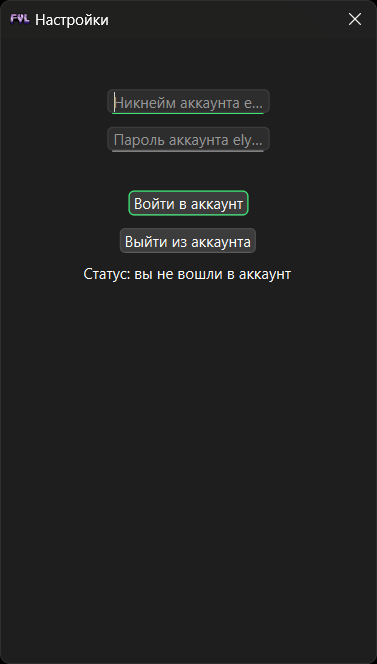 FVL Настройки
Никнейм аккаунта e...
Пароль аккаунта ely...
Войти в аккаунт
Выйти из аккаунта
Статус: вы не вошли в аккаунт